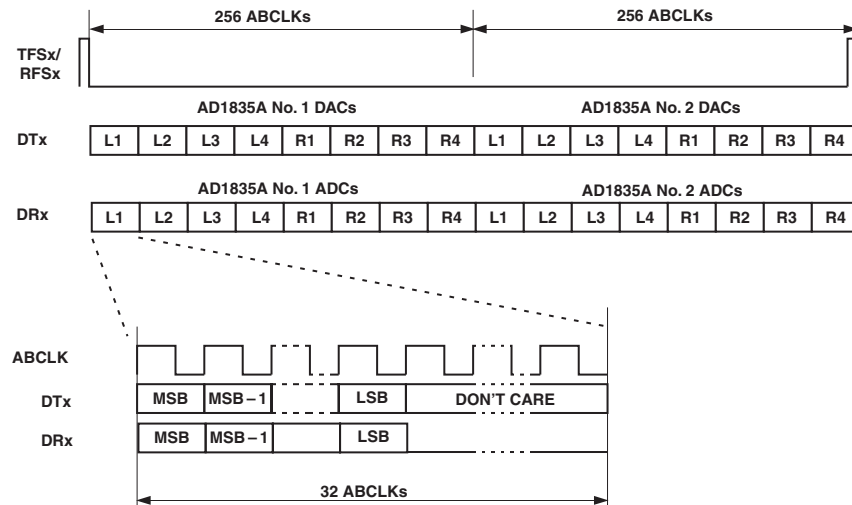 256 ABCLKs 256 ABCLKs
TFSx/
RFSx
AD1835A No. 1 DACs AD1835A No. 2 DACs
DTx L1 L2 L3 L4 R1 R2 R3 R4 L1 L2 L3 L4 R1 R2 R3 R4
AD1835A No. 1 ADCs AD1835A No. 2 ADCs
DRx L1 L2 L3 L4 R1 R2 R3 R4 L1 L2 L3 L4 R1 R2 R3 R4
ABCLK
DTx MSB MSB–1 LSB DON'T CARE
DRx MSB MSB–1 LSB
32 ABCLKs